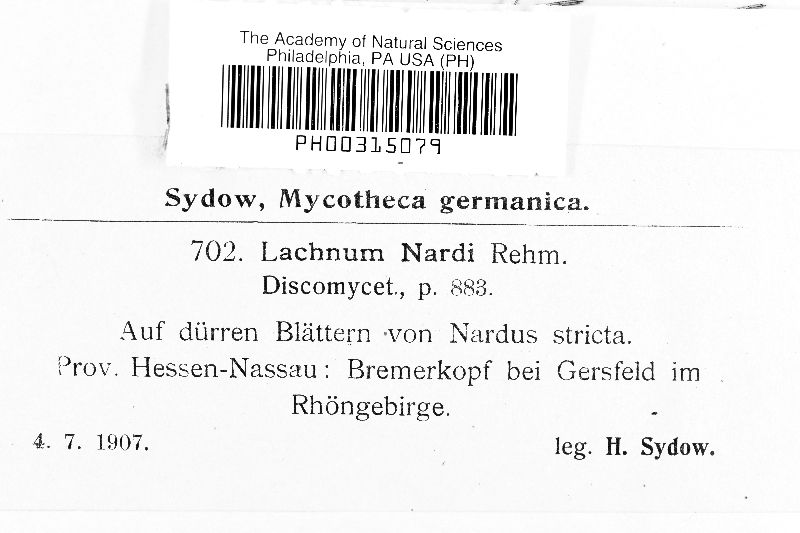 The Academy of Natural Sciences
Philadelphia, PA USA (PH)
PH00315079
Sydow, Mycotheca germanica.
702. Lachnum Nardi Rehm.
Discomycet., p. 883.
Auf dürren Blättern von Nardus stricta.
Prov. Hessen-Nassau: Bremerkopf bei Gersfeld im
Rhöngebirge.
4. 7. 1907. leg. H. Sydow.